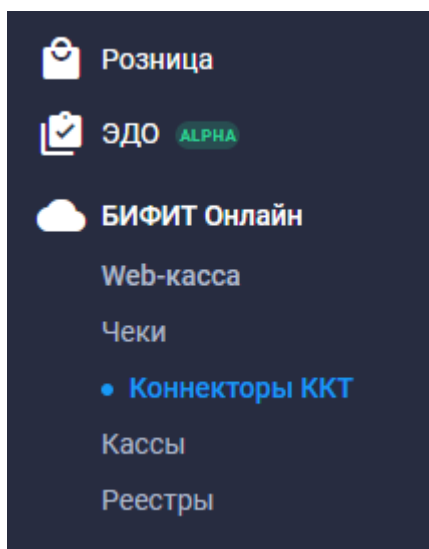 Розница
ЭДО ALPHA
БИФИТ Онлайн
Web-касса
Чеки
Коннекторы ККТ
Кассы
Реестры